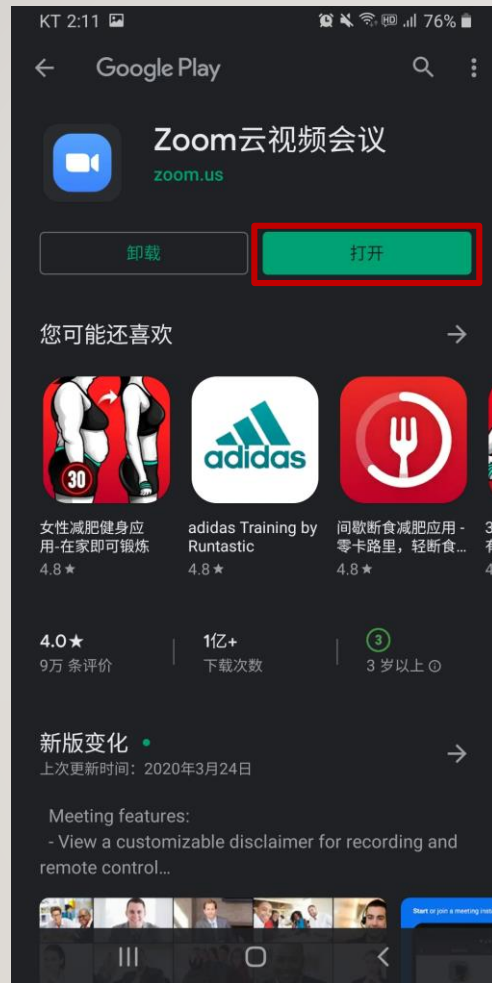 KT 2:11 76%
Google Play
Zoom云视频会议
zoom.us
卸载 打开
您可能还喜欢
30
adidas
女性减肥健身应
用-在家即可锻炼
4.8★
adidas Training by
Runtastic
4.8★
间歇断食减肥应用 -
零卡路里，轻断食...
4.8★
4.0★ 1亿+ 3
9万 条评价 下载次数 3 岁以上
新版变化
上次更新时间：2020年3月24日
Meeting features:
- View a customizable disclaimer for recording and
remote control...
Start or join a meeting